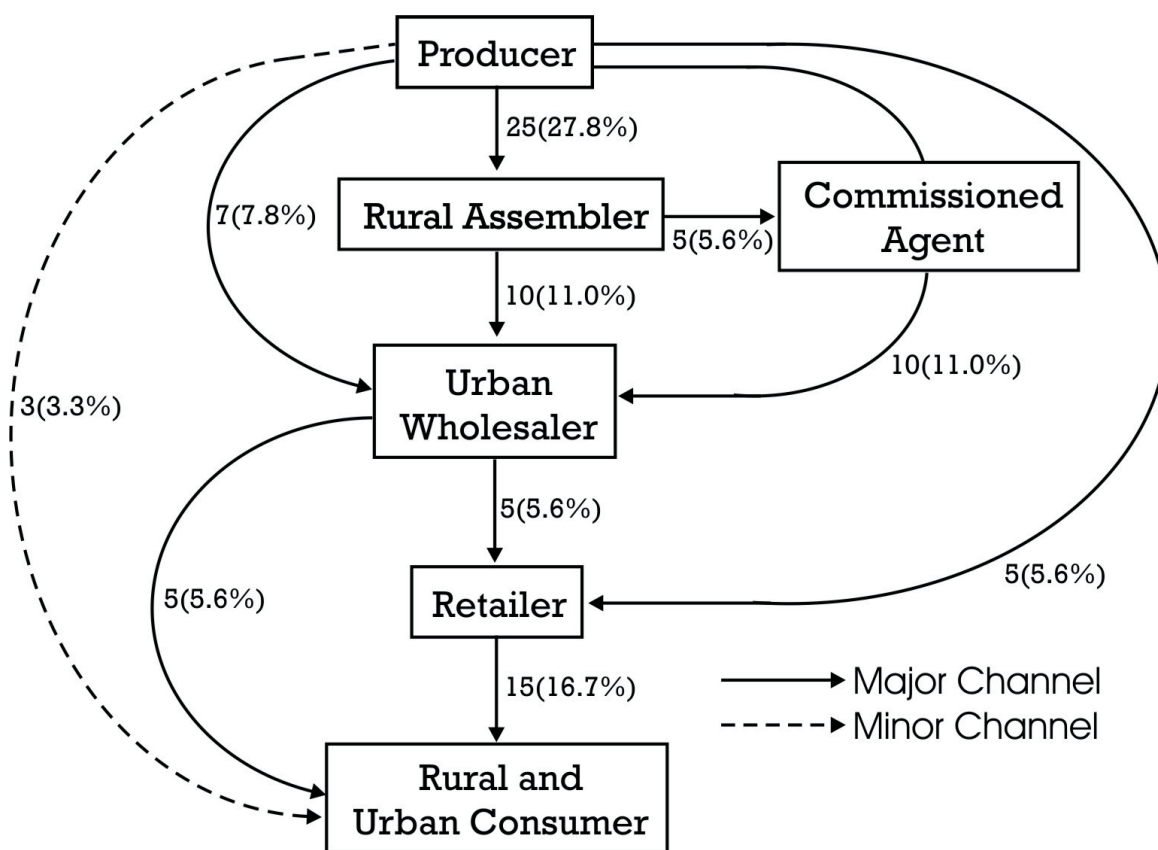 Producer
25(27.8%)
7(7.8%)
Rural Assembler
5(5.6%)
Commissioned
Agent
10(11.0%)
10(11.0%)
Urban
Wholesaler
3(3.3%)
5(5.6%)
5(5.6%)
5(5.6%)
Retailer
15(16.7%)
Major Channel
Minor Channel
Rural and
Urban Consumer